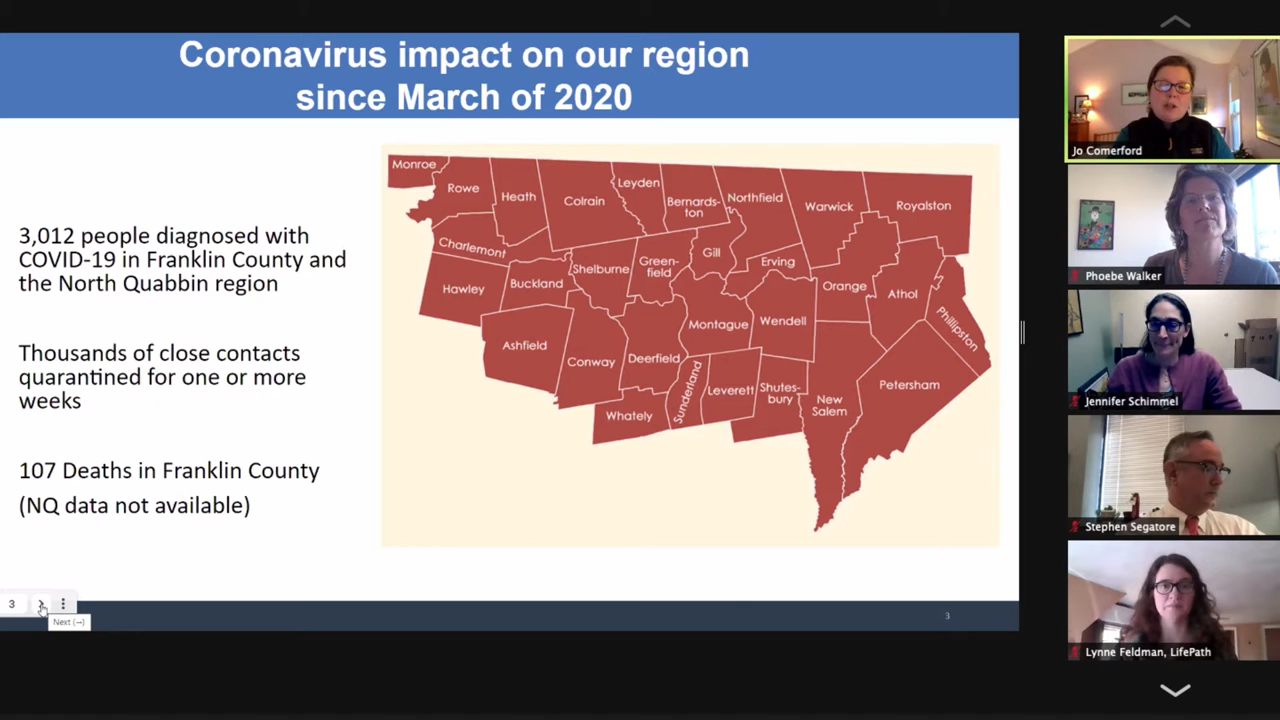 Coronavirus impact on our region
since March of 2020
3,012 people diagnosed with
COVID-19 in Franklin County and
the North Quabbin region
Thousands of close contacts
quarantined for one or more
weeks
107 Deaths in Franklin County
(NQ data not available)
Monroe
Rowe
Heath
Colrain
Leyden
Bernards-
ton
Northfield
Warwick
Royalston
Charlemont
Shelburne
Green-
field
Gill
Erving
Hawley
Buckland
Orange
Athol
Phillipston
Ashfield
Conway
Deerfield
Montague
Wendell
Whately
Sunderland
Leverett
Shutes-
bury
New
Salem
Petersham
3
Next (→)
3
Jo Comerford
Phoebe Walker
Jennifer Schimmel
Stephen Segatore
Lynne Feldman, LifePath